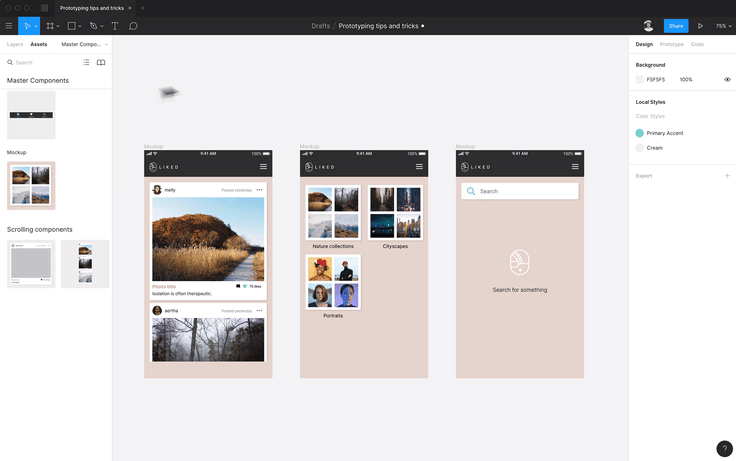 Prototyping tips and tricks
Drafts / Prototyping tips and tricks
Share
75%
Layers Assets Master Compo...
Search
Master Components
Mockup
Scrolling components
Mockup
9:41 AM 100%
LIKED
melly Posted yesterday
Photo title 75 likes
Isolation is often therapeutic.
aertha Posted yesterday
Mockup
9:41 AM 100%
LIKED
Nature collections Cityscapes
Portraits
Mockup
9:41 AM 100%
LIKED
Search
Search for something
Design Prototype Code
Background
F5F5F5 100%
Local Styles
Color Styles
Primary Accent
Cream
Export
?